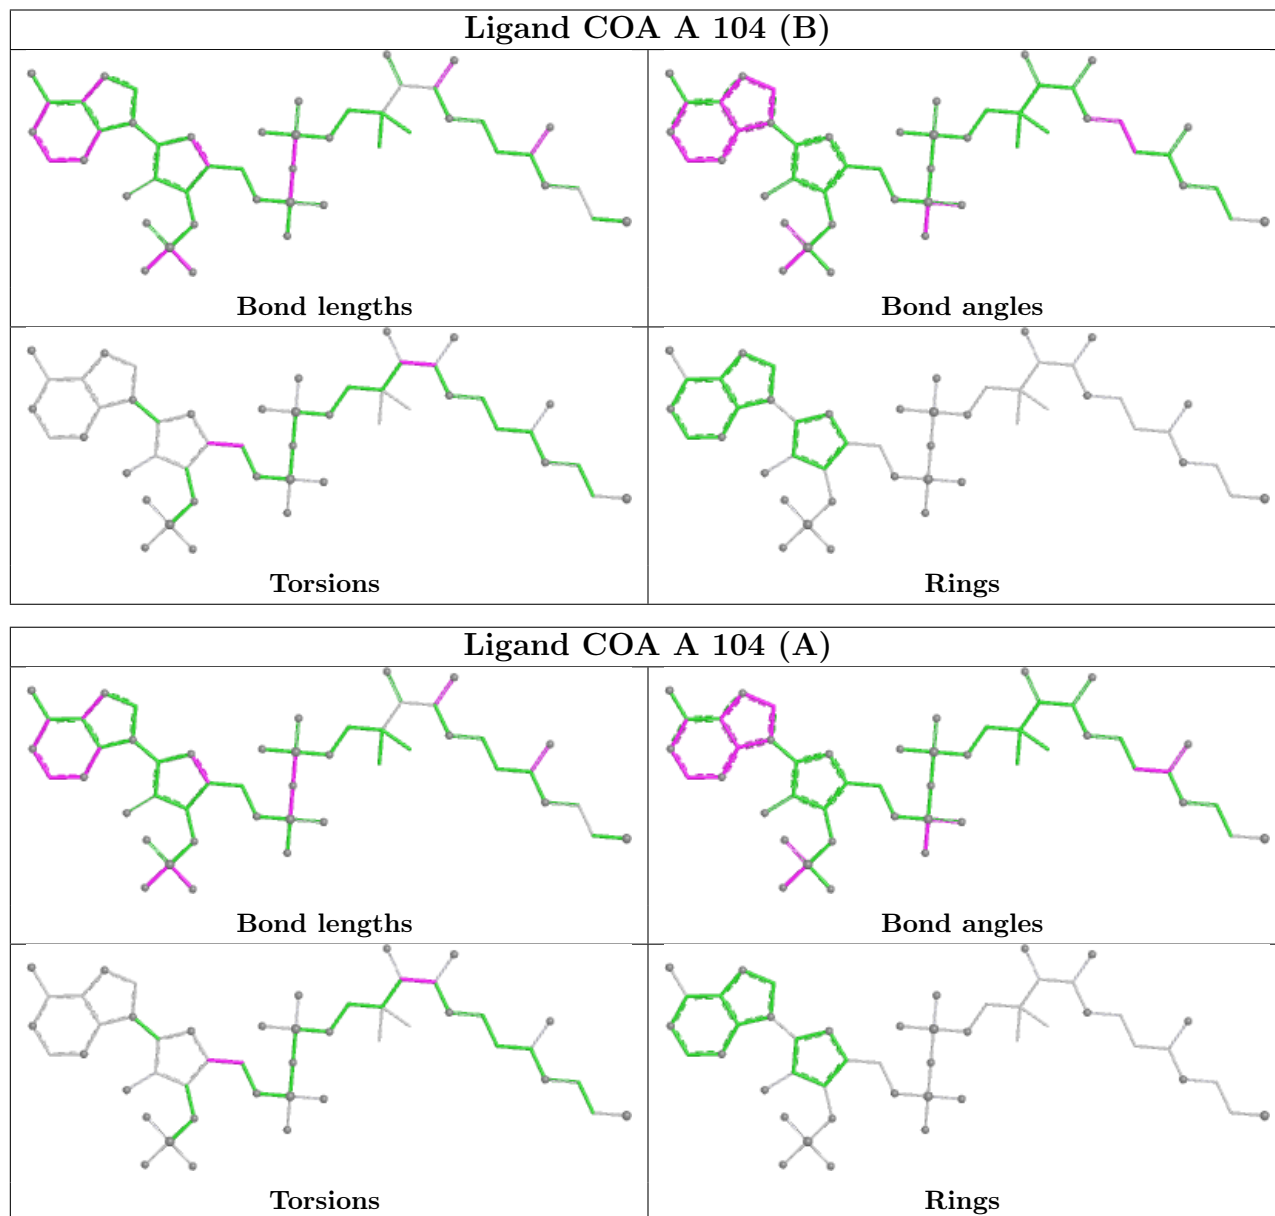 Ligand COA A 104 (B)
Bond lengths
Bond angles
Torsions
Rings
Ligand COA A 104 (A)
Bond lengths
Bond angles
Torsions
Rings